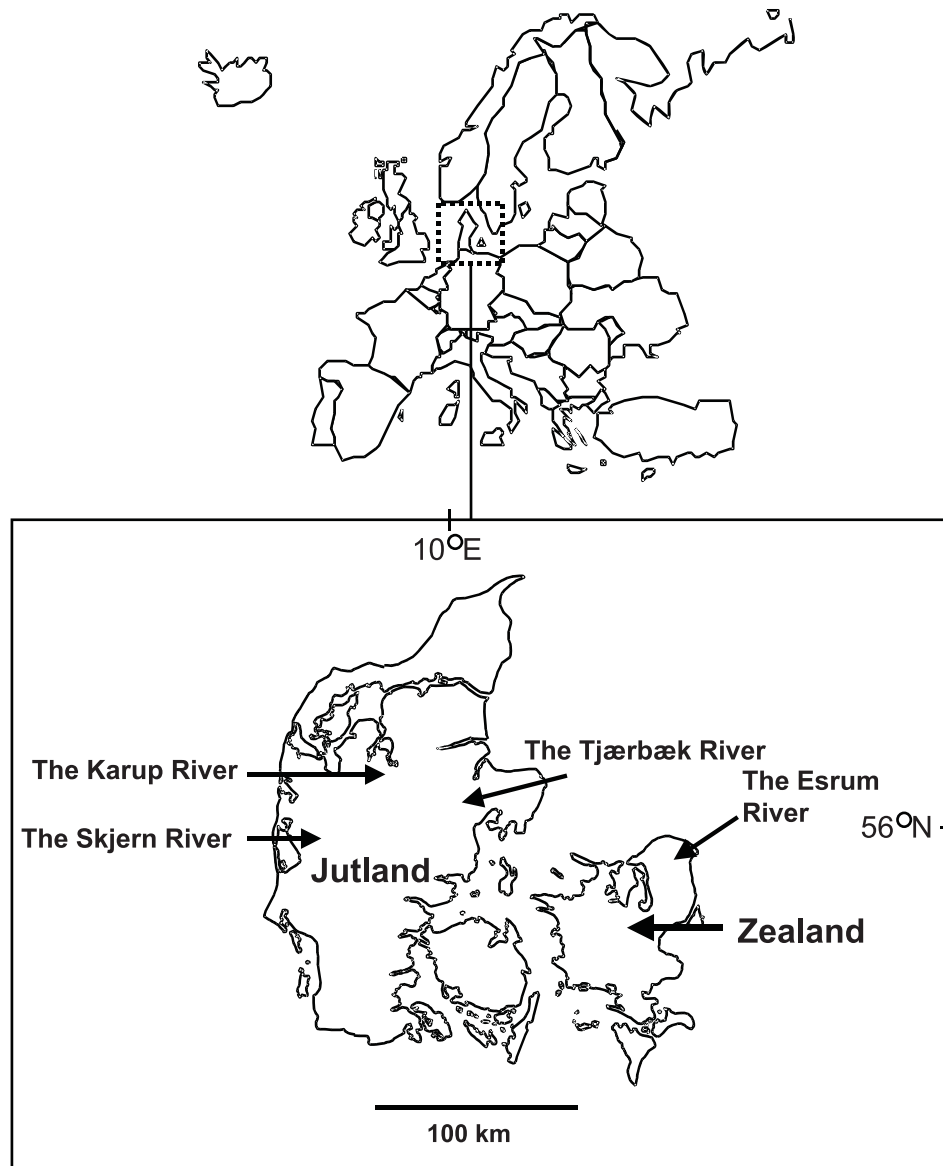 10°E
The Tjærbæk River
The Karup River
The Esrum
River
56°N
The Skjern River
Jutland
Zealand
100 km